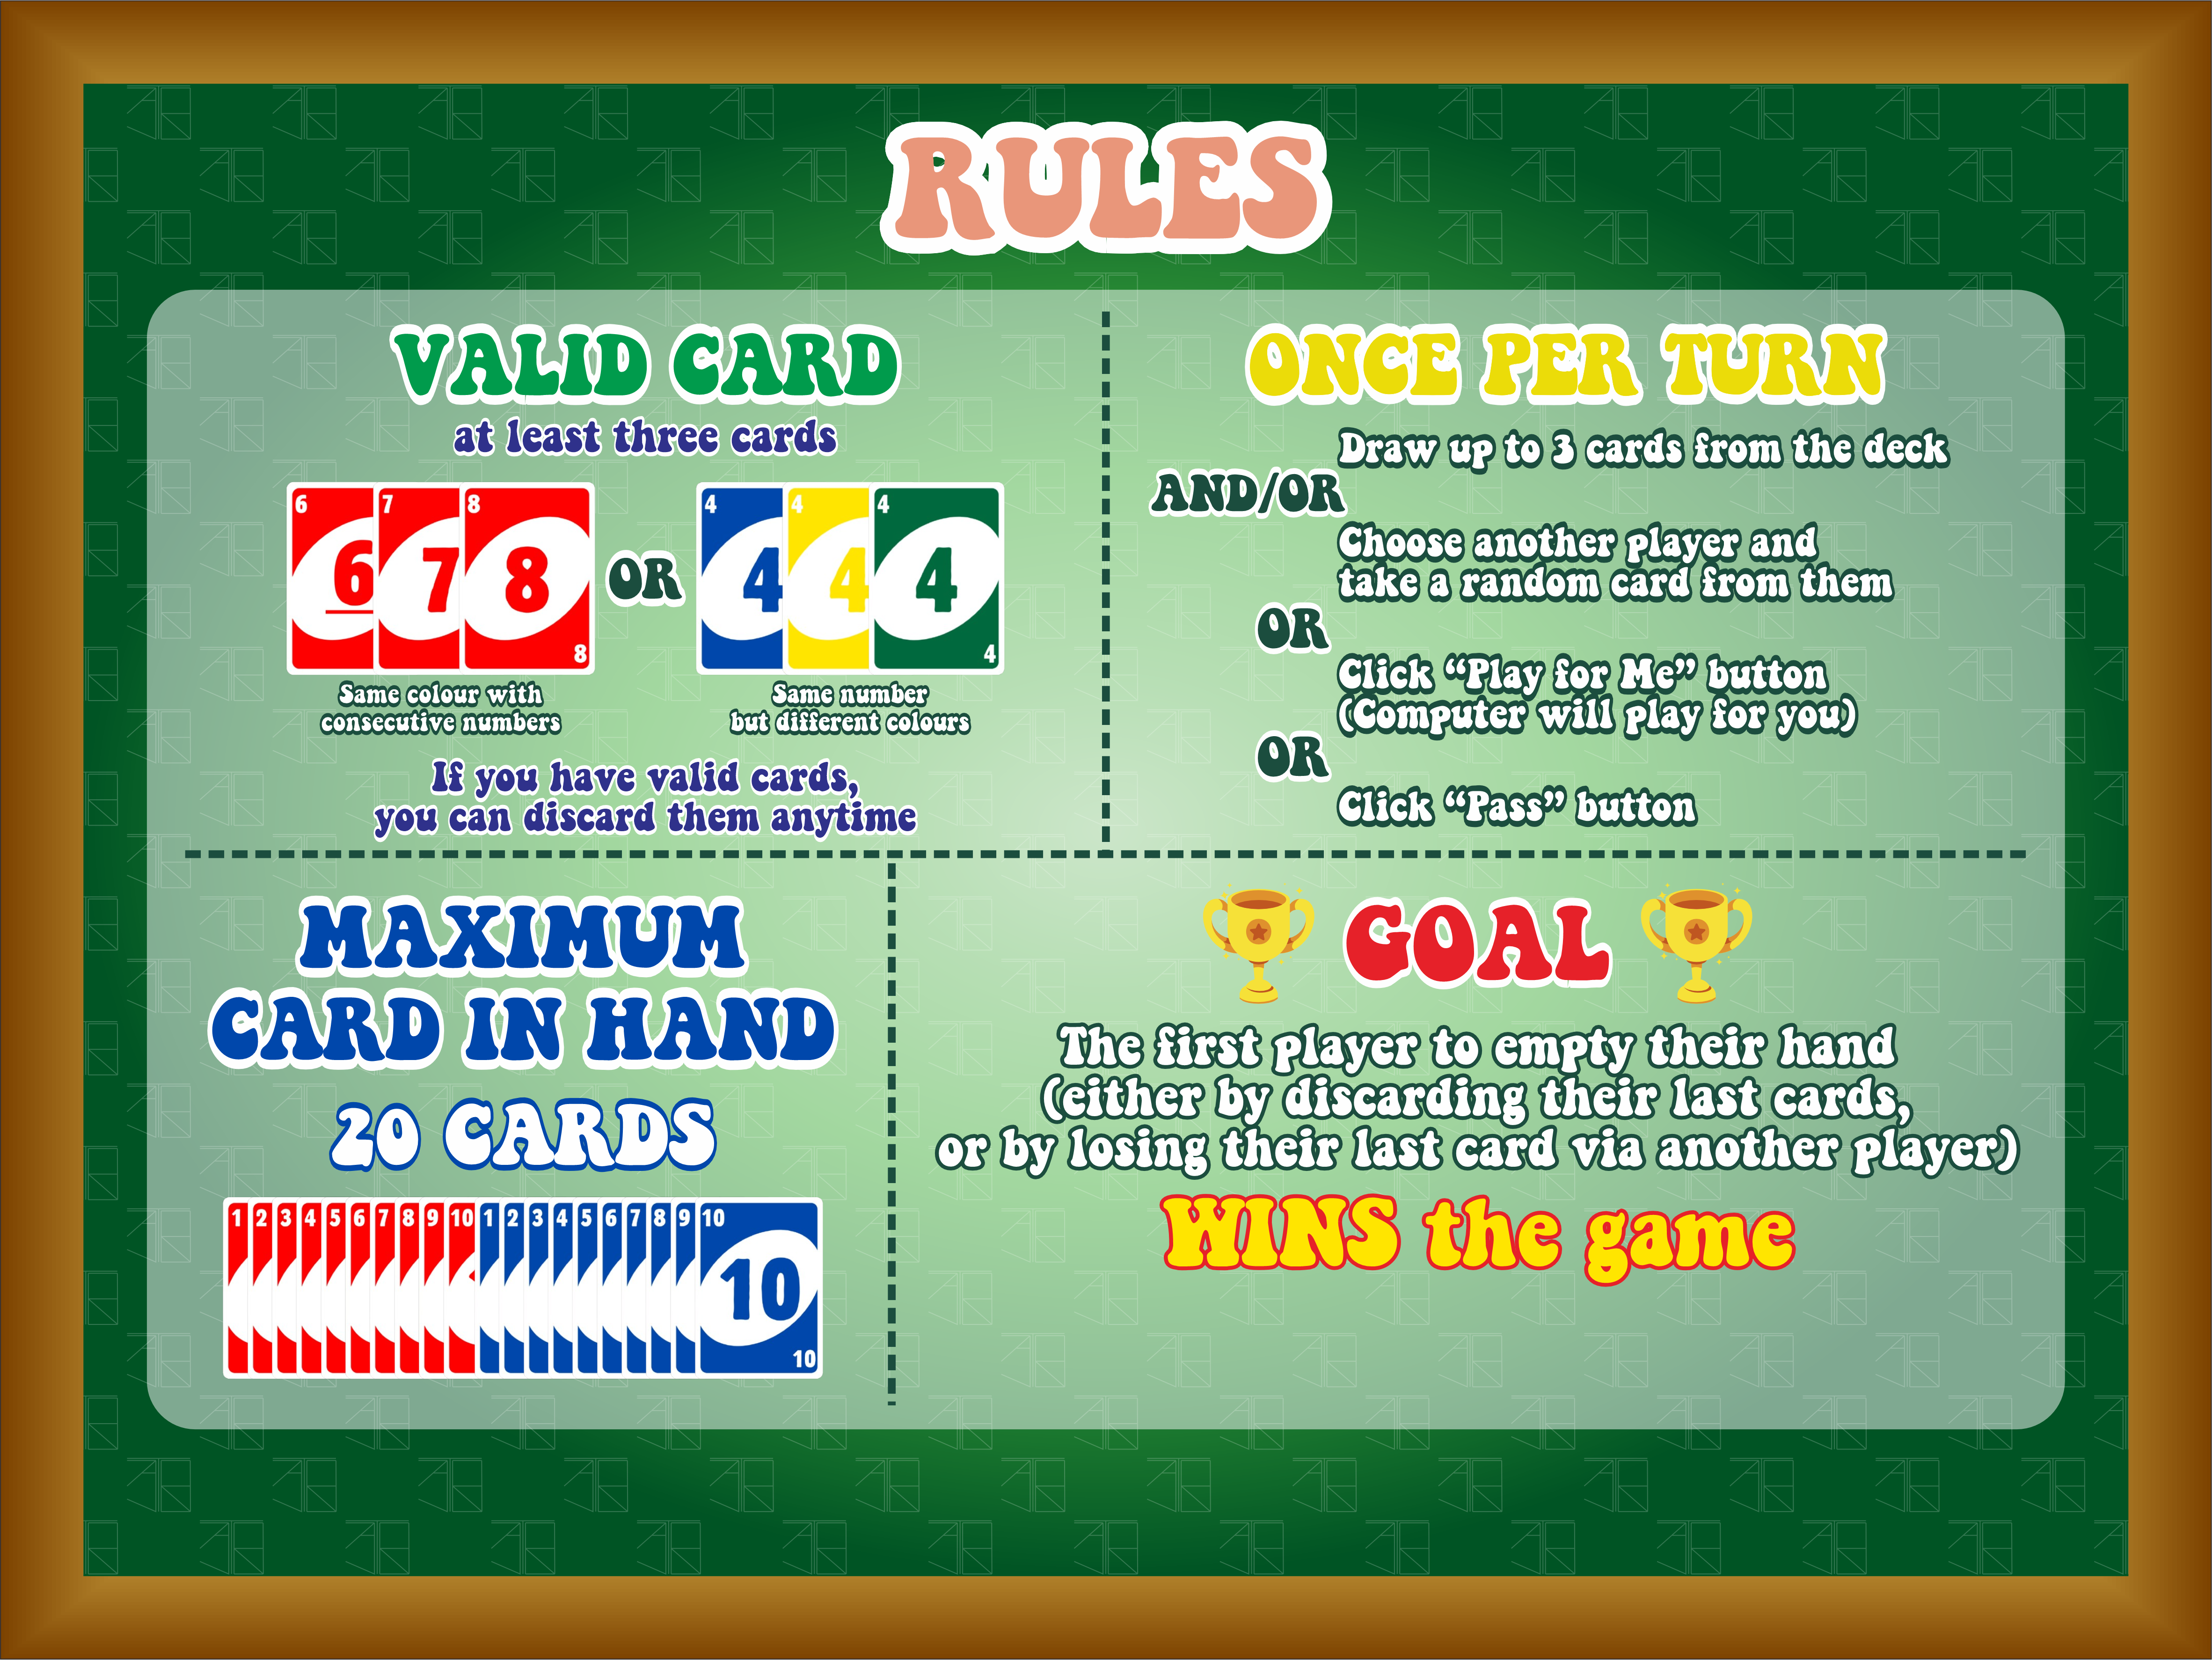 RULES
VALID CARD
at least three cards
6 7 8
6 7 8
8
OR
4 4 4
4 4 4
4
Same colour with
consecutive numbers
Same number
but different colours
If you have valid cards,
you can discard them anytime
ONCE PER TURN
Draw up to 3 cards from the deck
AND/OR
Choose another player and
take a random card from them
OR
Click “Play for Me” button
(Computer will play for you)
OR
Click “Pass” button
MAXIMUM
CARD IN HAND
20 CARDS
1 2 3 4 5 6 7 8 9 10 1 2 3 4 5 6 7 8 9 10
10
10
GOAL
The first player to empty their hand
(either by discarding their last cards,
or by losing their last card via another player)
WINS the game